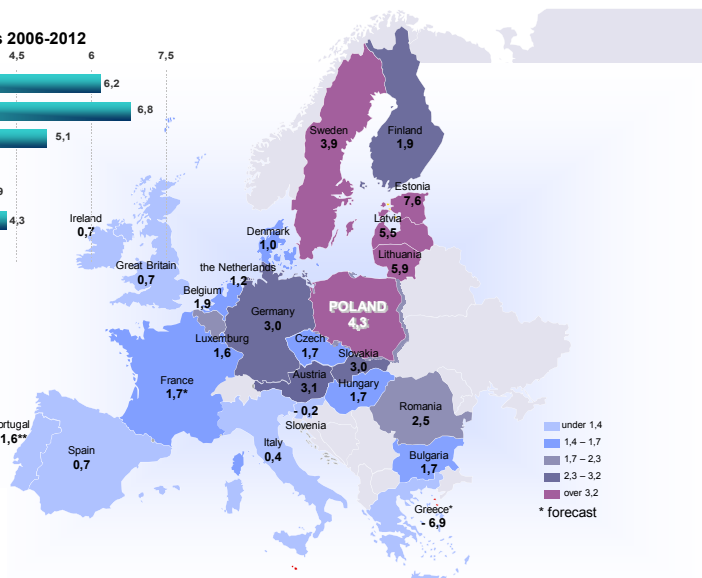 s 2006-2012
4,5 6 7,5
6,2
6,8
5,1
9
4,3
Sweden
3,9
Finland
1,9
Estonia
7,6
Latvia
5,5
Lithuania
5,9
Ireland
0,7
Great Britain
0,7
Denmark
1,0
the Netherlands
1,2
Belgium
1,9
Luxemburg
1,6
Germany
3,0
POLAND
4,3
Czech
1,7
Slovakia
3,0
Austria
3,1
Hungary
1,7
France
1,7*
- 0,2
Slovenia
Romania
2,5
Bulgaria
1,7
ortugal
1,6**
Spain
0,7
Italy
0,4
Greece*
- 6,9
under 1,4
1,4 – 1,7
1,7 – 2,3
2,3 – 3,2
over 3,2
* forecast